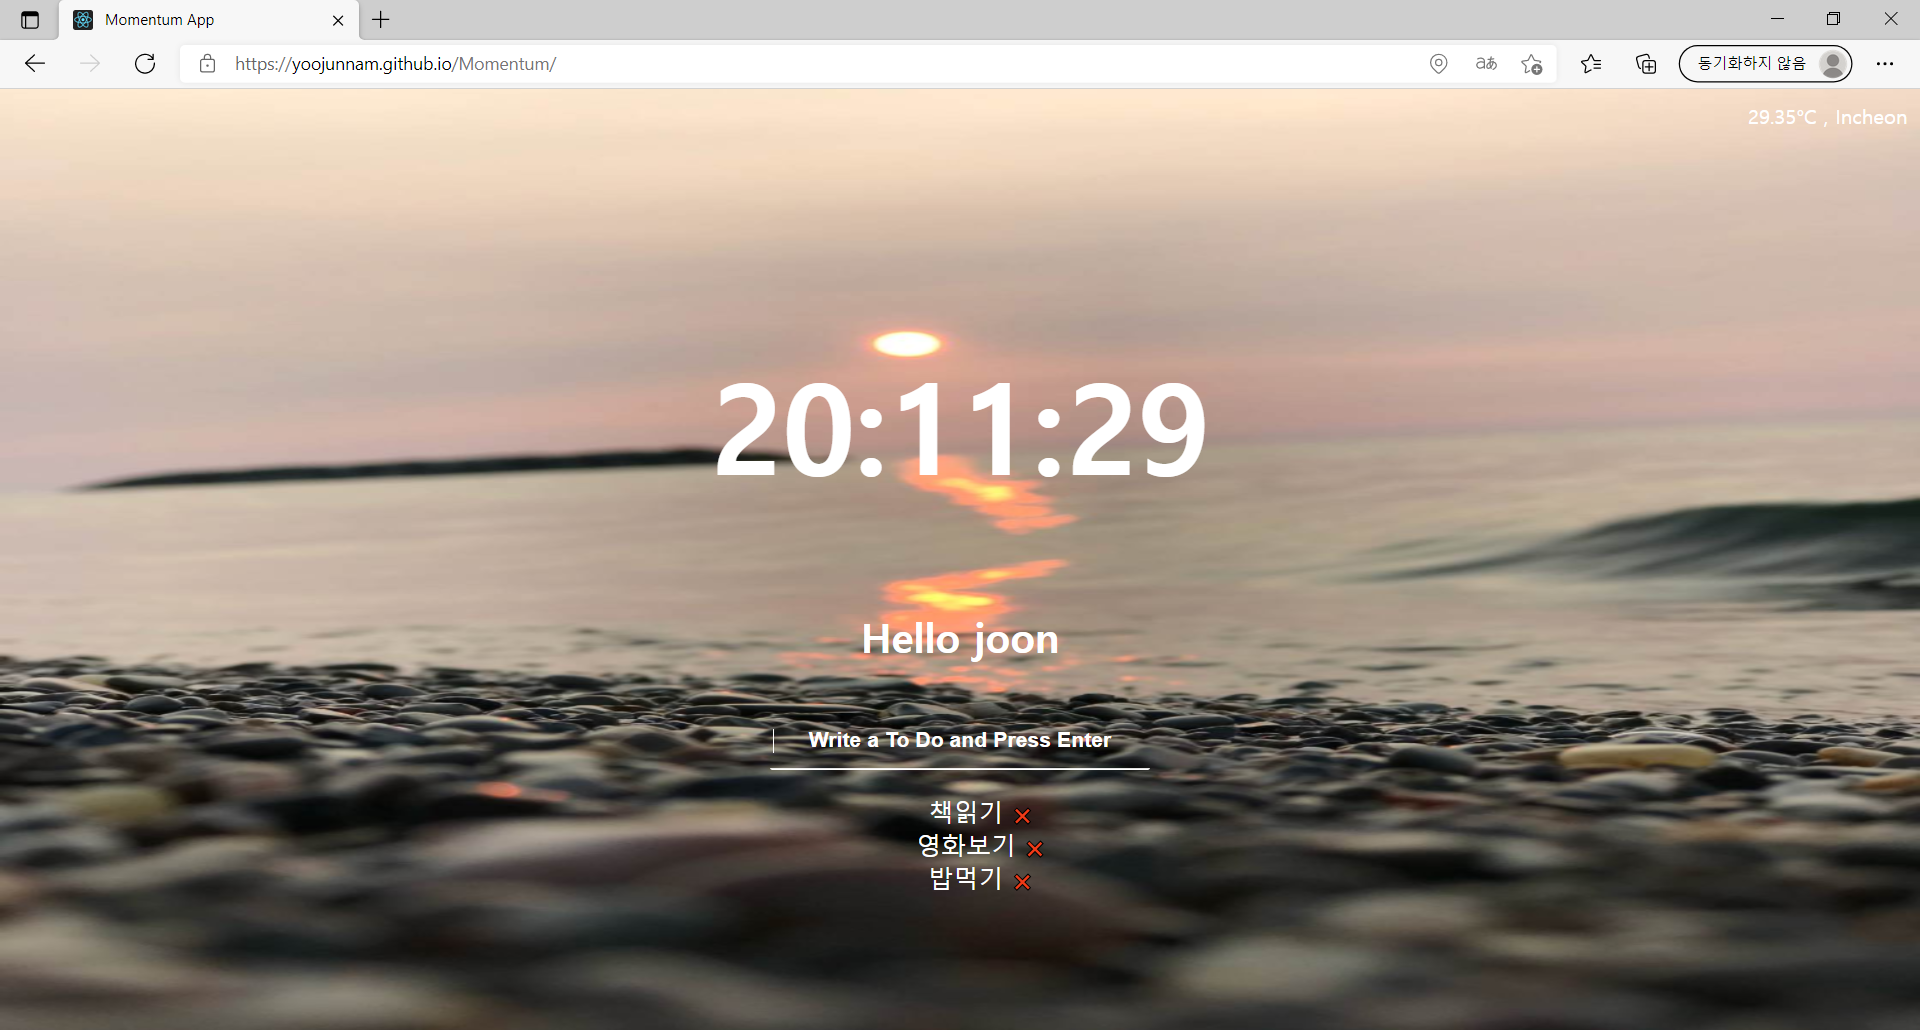 Momentum App
https://yoojunnam.github.io/Momentum/
aあ
동기화하지 않음
29.35℃ , Incheon
20:11:29
Hello joon
Write a To Do and Press Enter
책읽기
영화보기
밥먹기